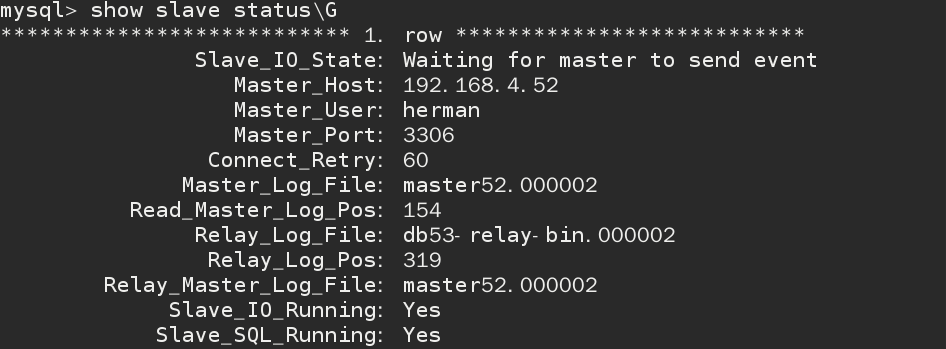 mysql> show slave status\G
*************************** 1. row ***************************
Slave_IO_State: Waiting for master to send event
Master_Host: 192.168.4.52
Master_User: herman
Master_Port: 3306
Connect_Retry: 60
Master_Log_File: master52.000002
Read_Master_Log_Pos: 154
Relay_Log_File: db53-relay-bin.000002
Relay_Log_Pos: 319
Relay_Master_Log_File: master52.000002
Slave_IO_Running: Yes
Slave_SQL_Running: Yes